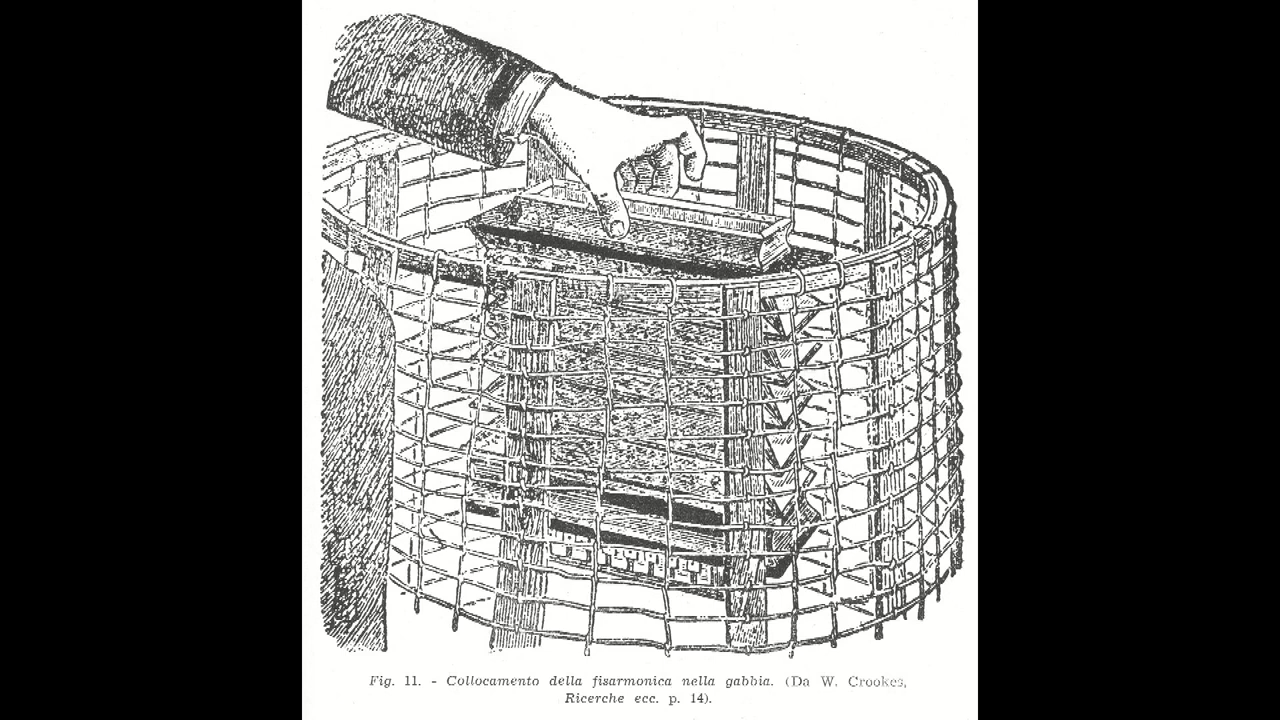 Fig. 11. - Collocamento della fisarmonica nella gabbia. (Da W. Crookes,
Ricerche ecc. p. 14).